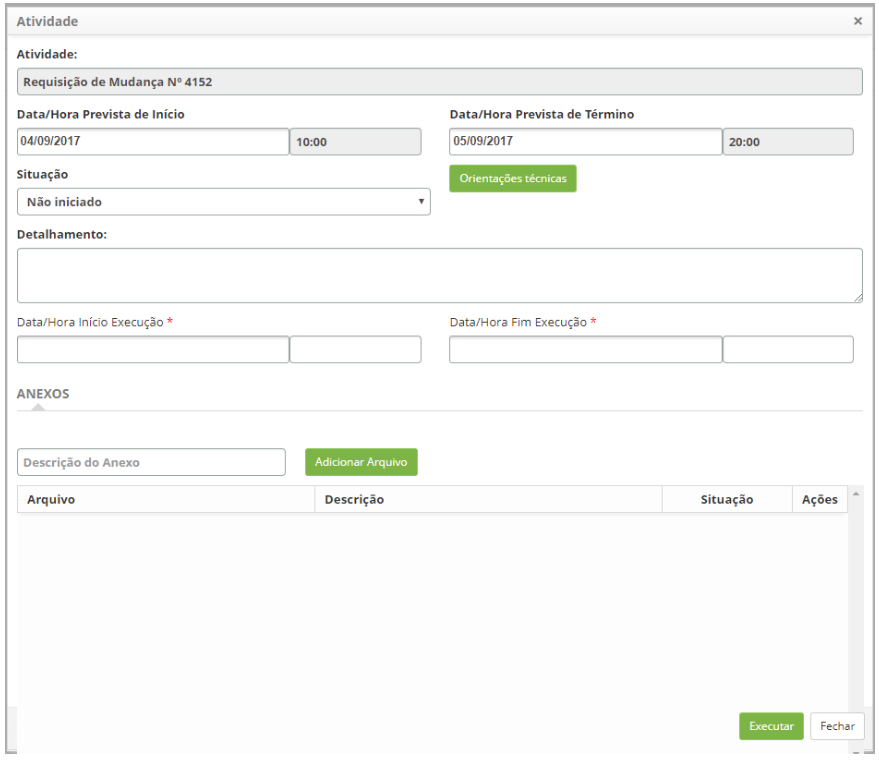 Atividade ×
Atividade:
Requisição de Mudança Nº 4152
Data/Hora Prevista de Início Data/Hora Prevista de Término
04/09/2017 10:00 05/09/2017 20:00
Situação Orientações técnicas
Não iniciado
Detalhamento:
Data/Hora Início Execução * Data/Hora Fim Execução *
ANEXOS
Descrição do Anexo Adicionar Arquivo
Arquivo Descrição Situação Ações
Executar Fechar